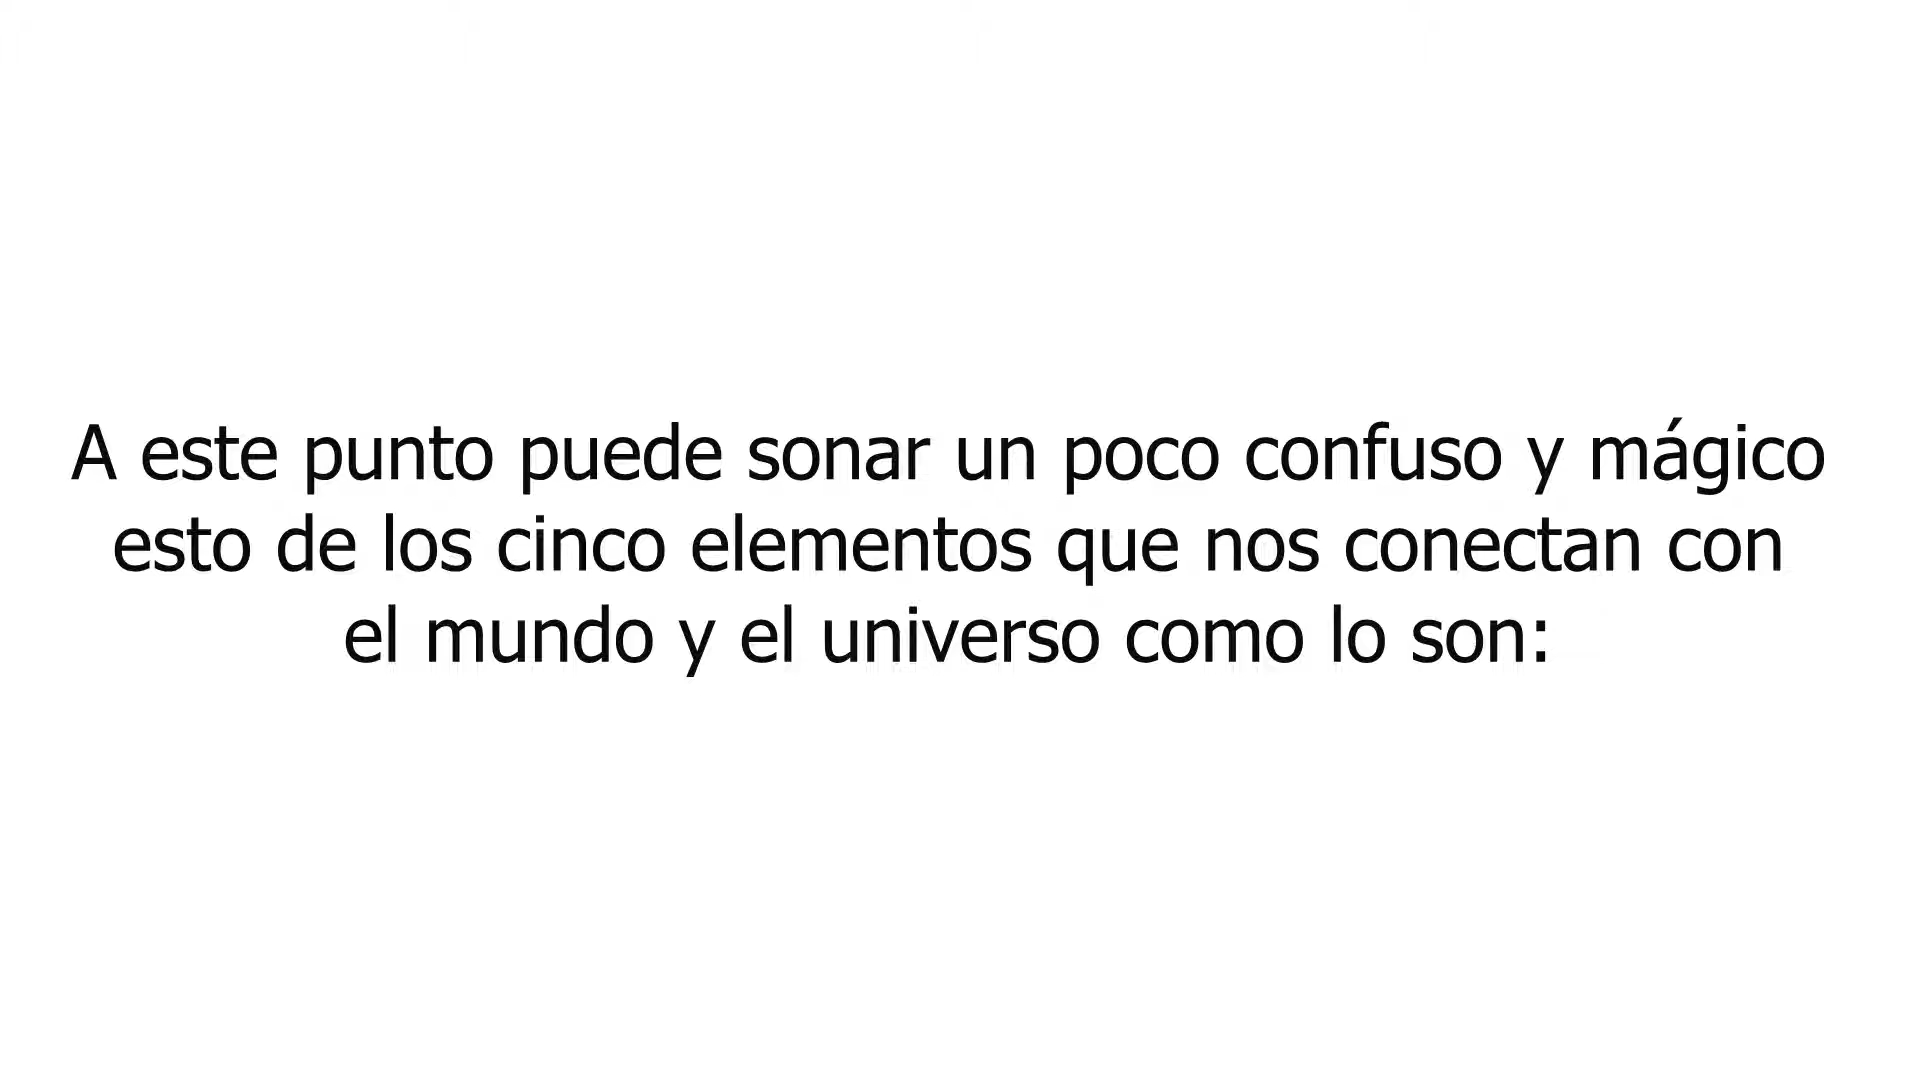 A este punto puede sonar un poco confuso y mágico
esto de los cinco elementos que nos conectan con
el mundo y el universo como lo son: